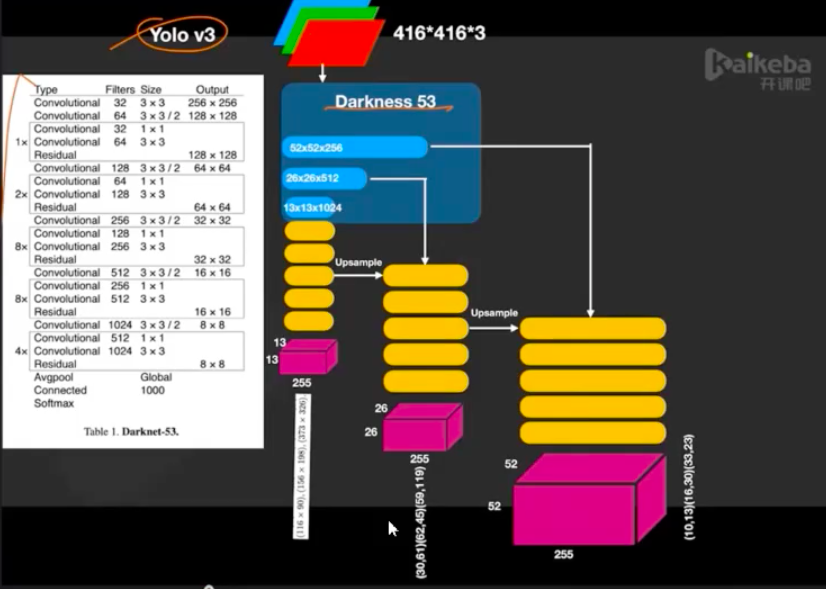 Yolo v3
416*416*3
Kaikeba
开课吧
Type Filters Size Output
Convolutional 32 3 × 3 256 × 256
Convolutional 64 3 × 3 / 2 128 × 128
Convolutional 32 1 × 1
1× Convolutional 64 3 × 3
Residual 128 × 128
Convolutional 128 3 × 3 / 2 64 × 64
Convolutional 64 1 × 1
2× Convolutional 128 3 × 3
Residual 64 × 64
Convolutional 256 3 × 3 / 2 32 × 32
Convolutional 128 1 × 1
8× Convolutional 256 3 × 3
Residual 32 × 32
Convolutional 512 3 × 3 / 2 16 × 16
Convolutional 256 1 × 1
8× Convolutional 512 3 × 3
Residual 16 × 16
Convolutional 1024 3 × 3 / 2 8 × 8
Convolutional 512 1 × 1
4× Convolutional 1024 3 × 3
Residual 8 × 8
Avgpool Global
Connected 1000
Softmax
Table 1. Darknet-53.
Darkness 53
52x52x256
26x26x512
13x13x1024
Upsample
Upsample
13
13
255
(116 × 90), (156 × 198), (373 × 326)
26
26
255
(30,61)(62,45)(59,119)
52
52
255
(10,13)(16,30)(33,23)